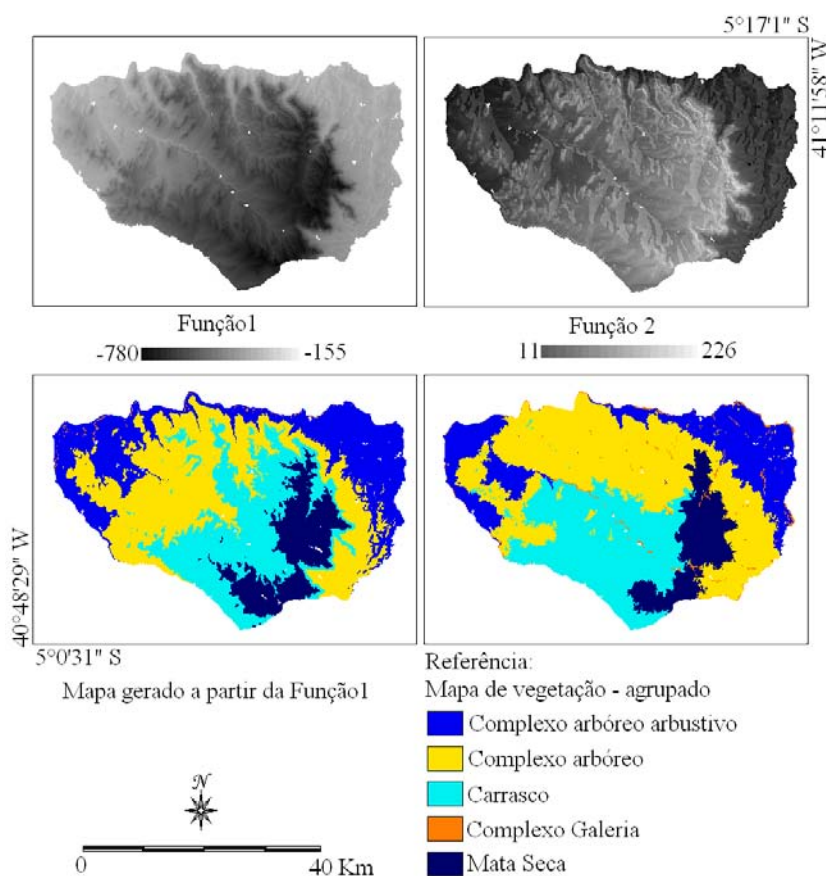 5°17'1" S
41°11'58" W
Função1
-780 -155
Função 2
11 226
40°48'29" W
5°0'31" S
Mapa gerado a partir da Função1
Referência:
Mapa de vegetação - agrupado
Complexo arbóreo arbustivo
Complexo arbóreo
Carrasco
Complexo Galeria
Mata Seca
N
0 40 Km